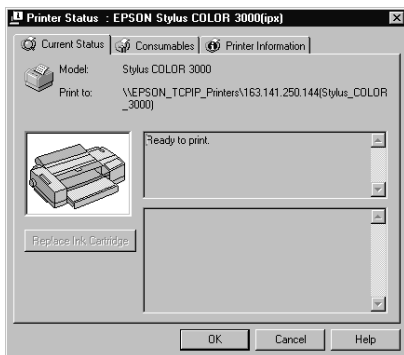 Printer Status : EPSON Stylus COLOR 3000(ipx)
Current Status Consumables Printer Information
Model: Stylus COLOR 3000
Print to: \\EPSON_TCPIP_Printers\163.141.250.144(Stylus_COLOR
_3000)
Ready to print.
Replace Ink Cartridge
OK Cancel Help